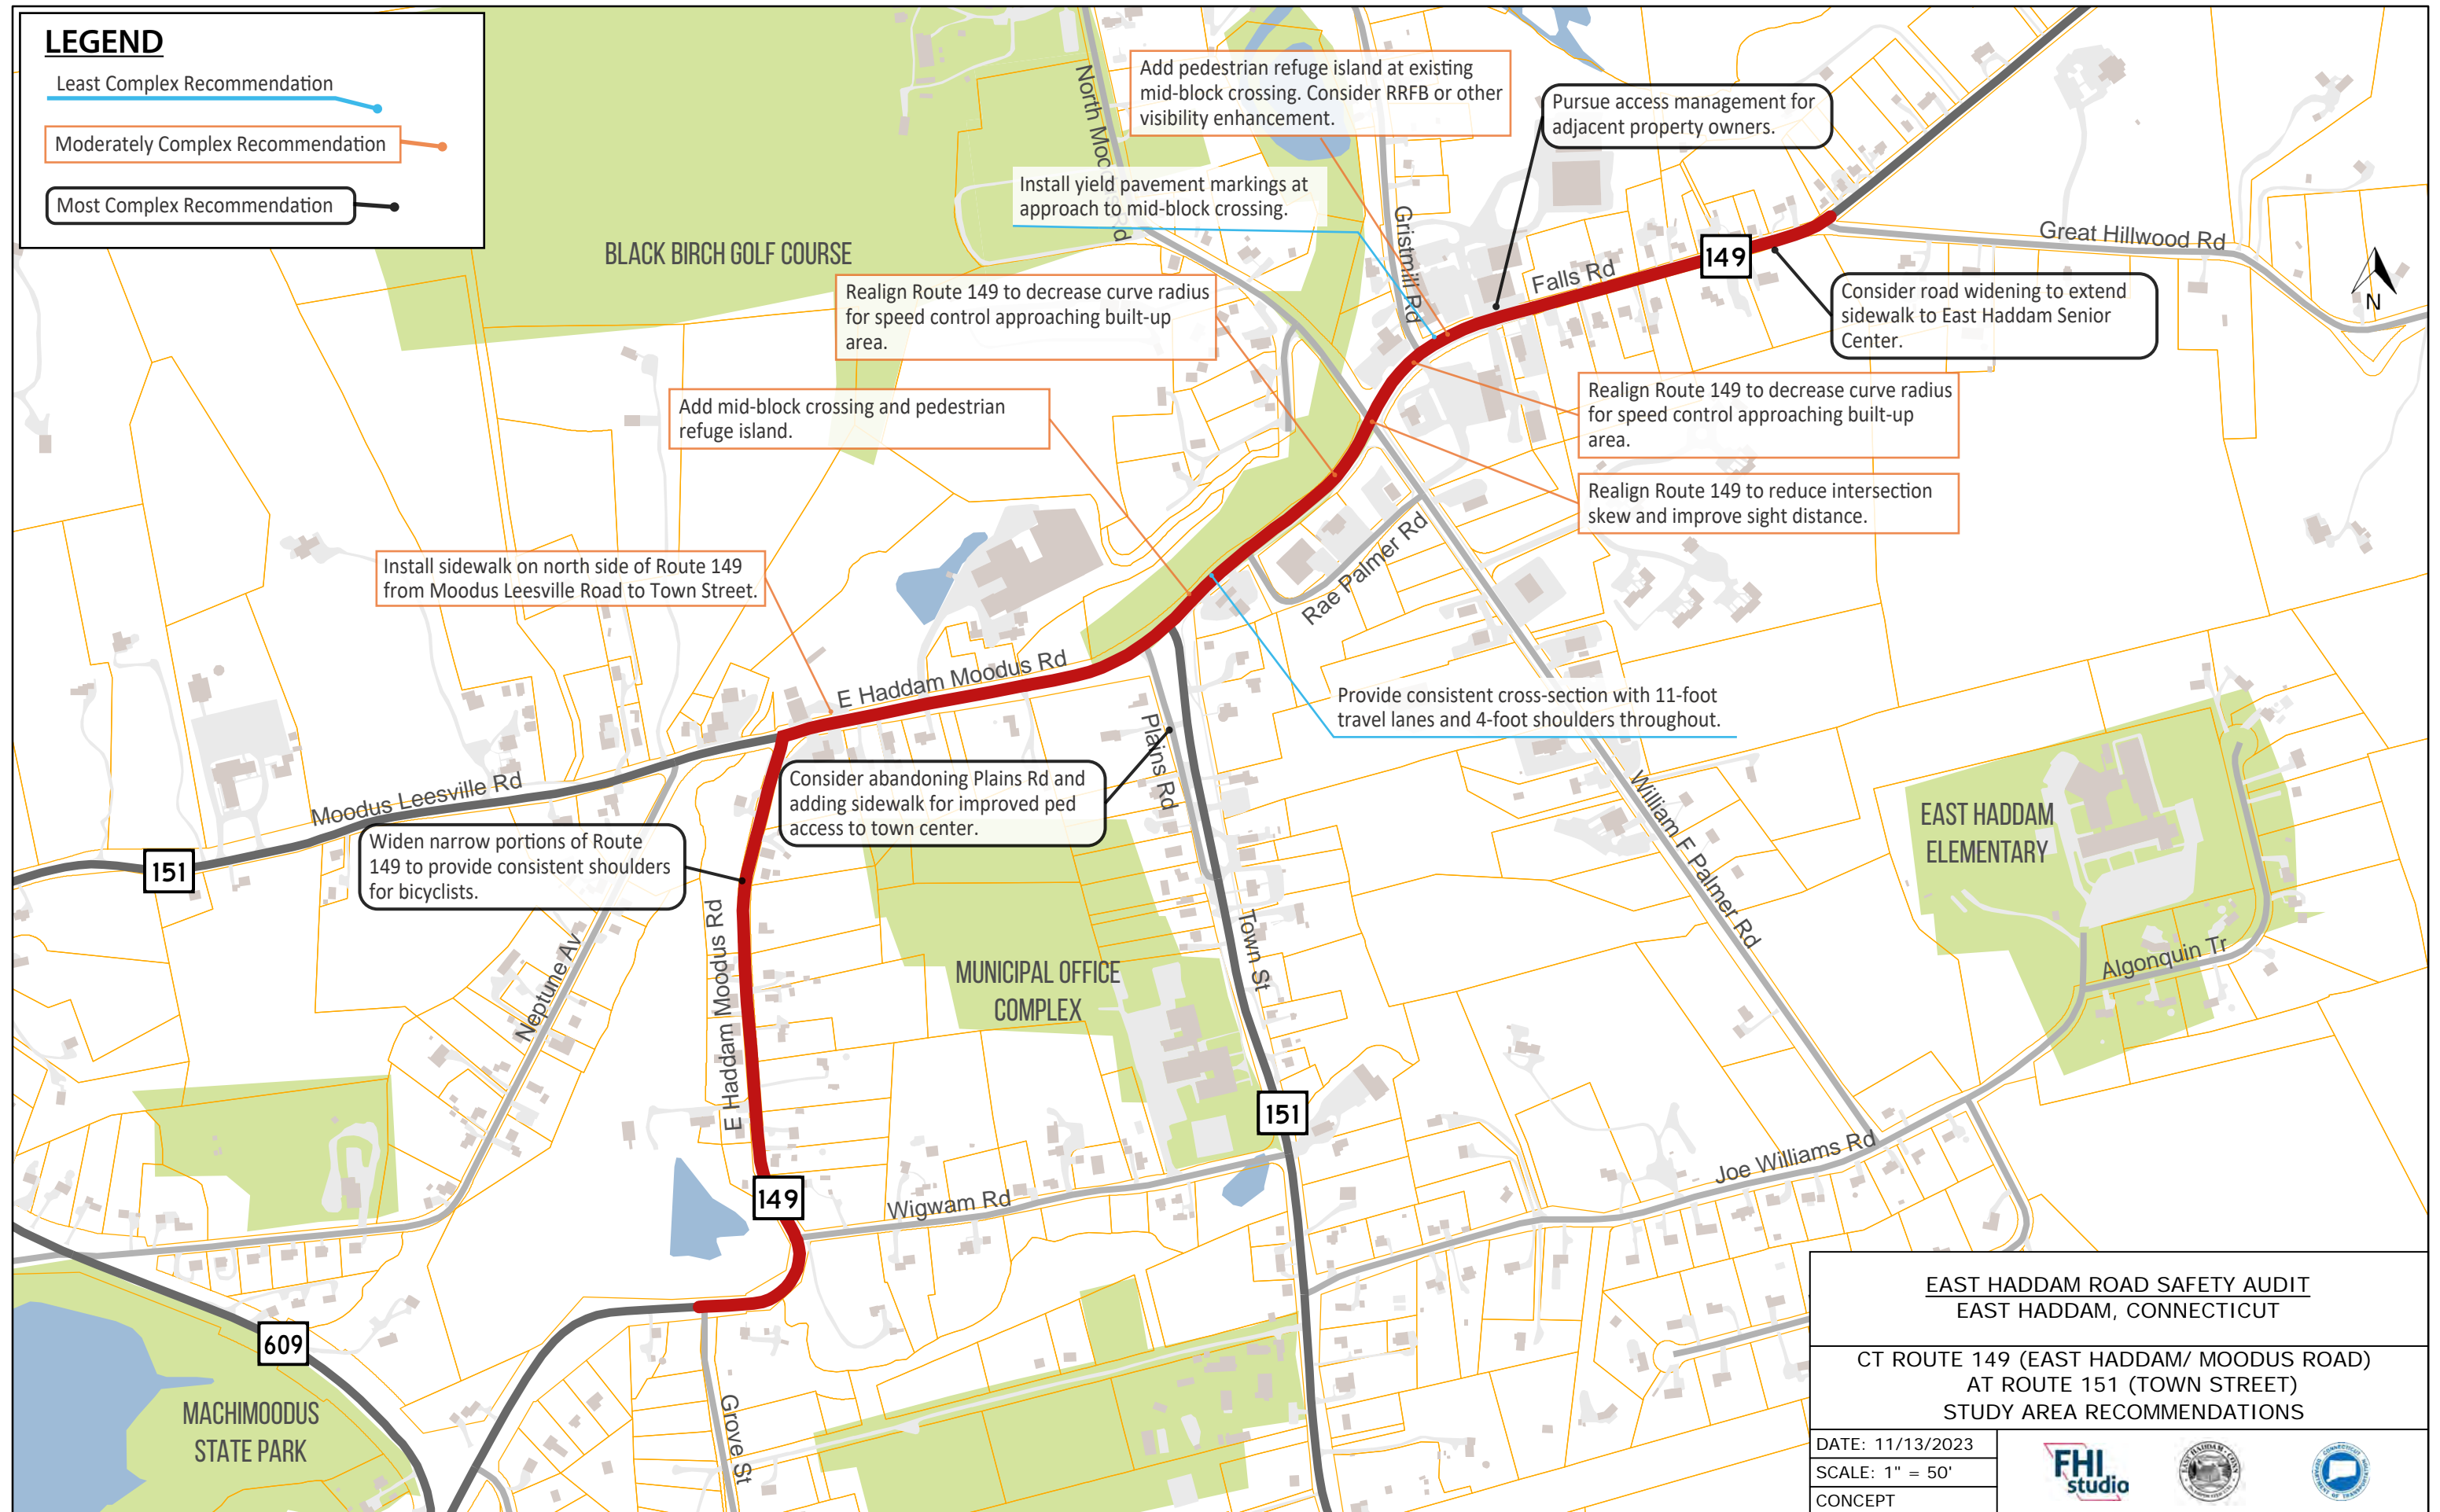 LEGEND
Least Complex Recommendation
Moderately Complex Recommendation
Most Complex Recommendation
BLACK BIRCH GOLF COURSE
North Moodus Rd
Add pedestrian refuge island at existing
mid-block crossing. Consider RRFB or other
visibility enhancement.
Pursue access management for
adjacent property owners.
Install yield pavement markings at
approach to mid-block crossing.
Gristmill Rd
Falls Rd
149
Great Hillwood Rd
N
Realign Route 149 to decrease curve radius
for speed control approaching built-up
area.
Consider road widening to extend
sidewalk to East Haddam Senior
Center.
Add mid-block crossing and pedestrian
refuge island.
Realign Route 149 to decrease curve radius
for speed control approaching built-up
area.
Realign Route 149 to reduce intersection
skew and improve sight distance.
Rae Palmer Rd
Install sidewalk on north side of Route 149
from Moodus Leesville Road to Town Street.
E Haddam Moodus Rd
Provide consistent cross-section with 11-foot
travel lanes and 4-foot shoulders throughout.
Plains Rd
Moodus Leesville Rd
Consider abandoning Plains Rd and
adding sidewalk for improved ped
access to town center.
Widen narrow portions of Route
149 to provide consistent shoulders
for bicyclists.
151
William F Palmer Rd
EAST HADDAM
ELEMENTARY
Algonquin Tr
Neptune Av
E Haddam Moodus Rd
MUNICIPAL OFFICE
COMPLEX
Town St
151
Joe Williams Rd
149
Wigwam Rd
609
MACHIMOODUS
STATE PARK
Grove St
EAST HADDAM ROAD SAFETY AUDIT
EAST HADDAM, CONNECTICUT
CT ROUTE 149 (EAST HADDAM/ MOODUS ROAD)
AT ROUTE 151 (TOWN STREET)
STUDY AREA RECOMMENDATIONS
DATE: 11/13/2023
SCALE: 1" = 50'
CONCEPT
FHI
studio